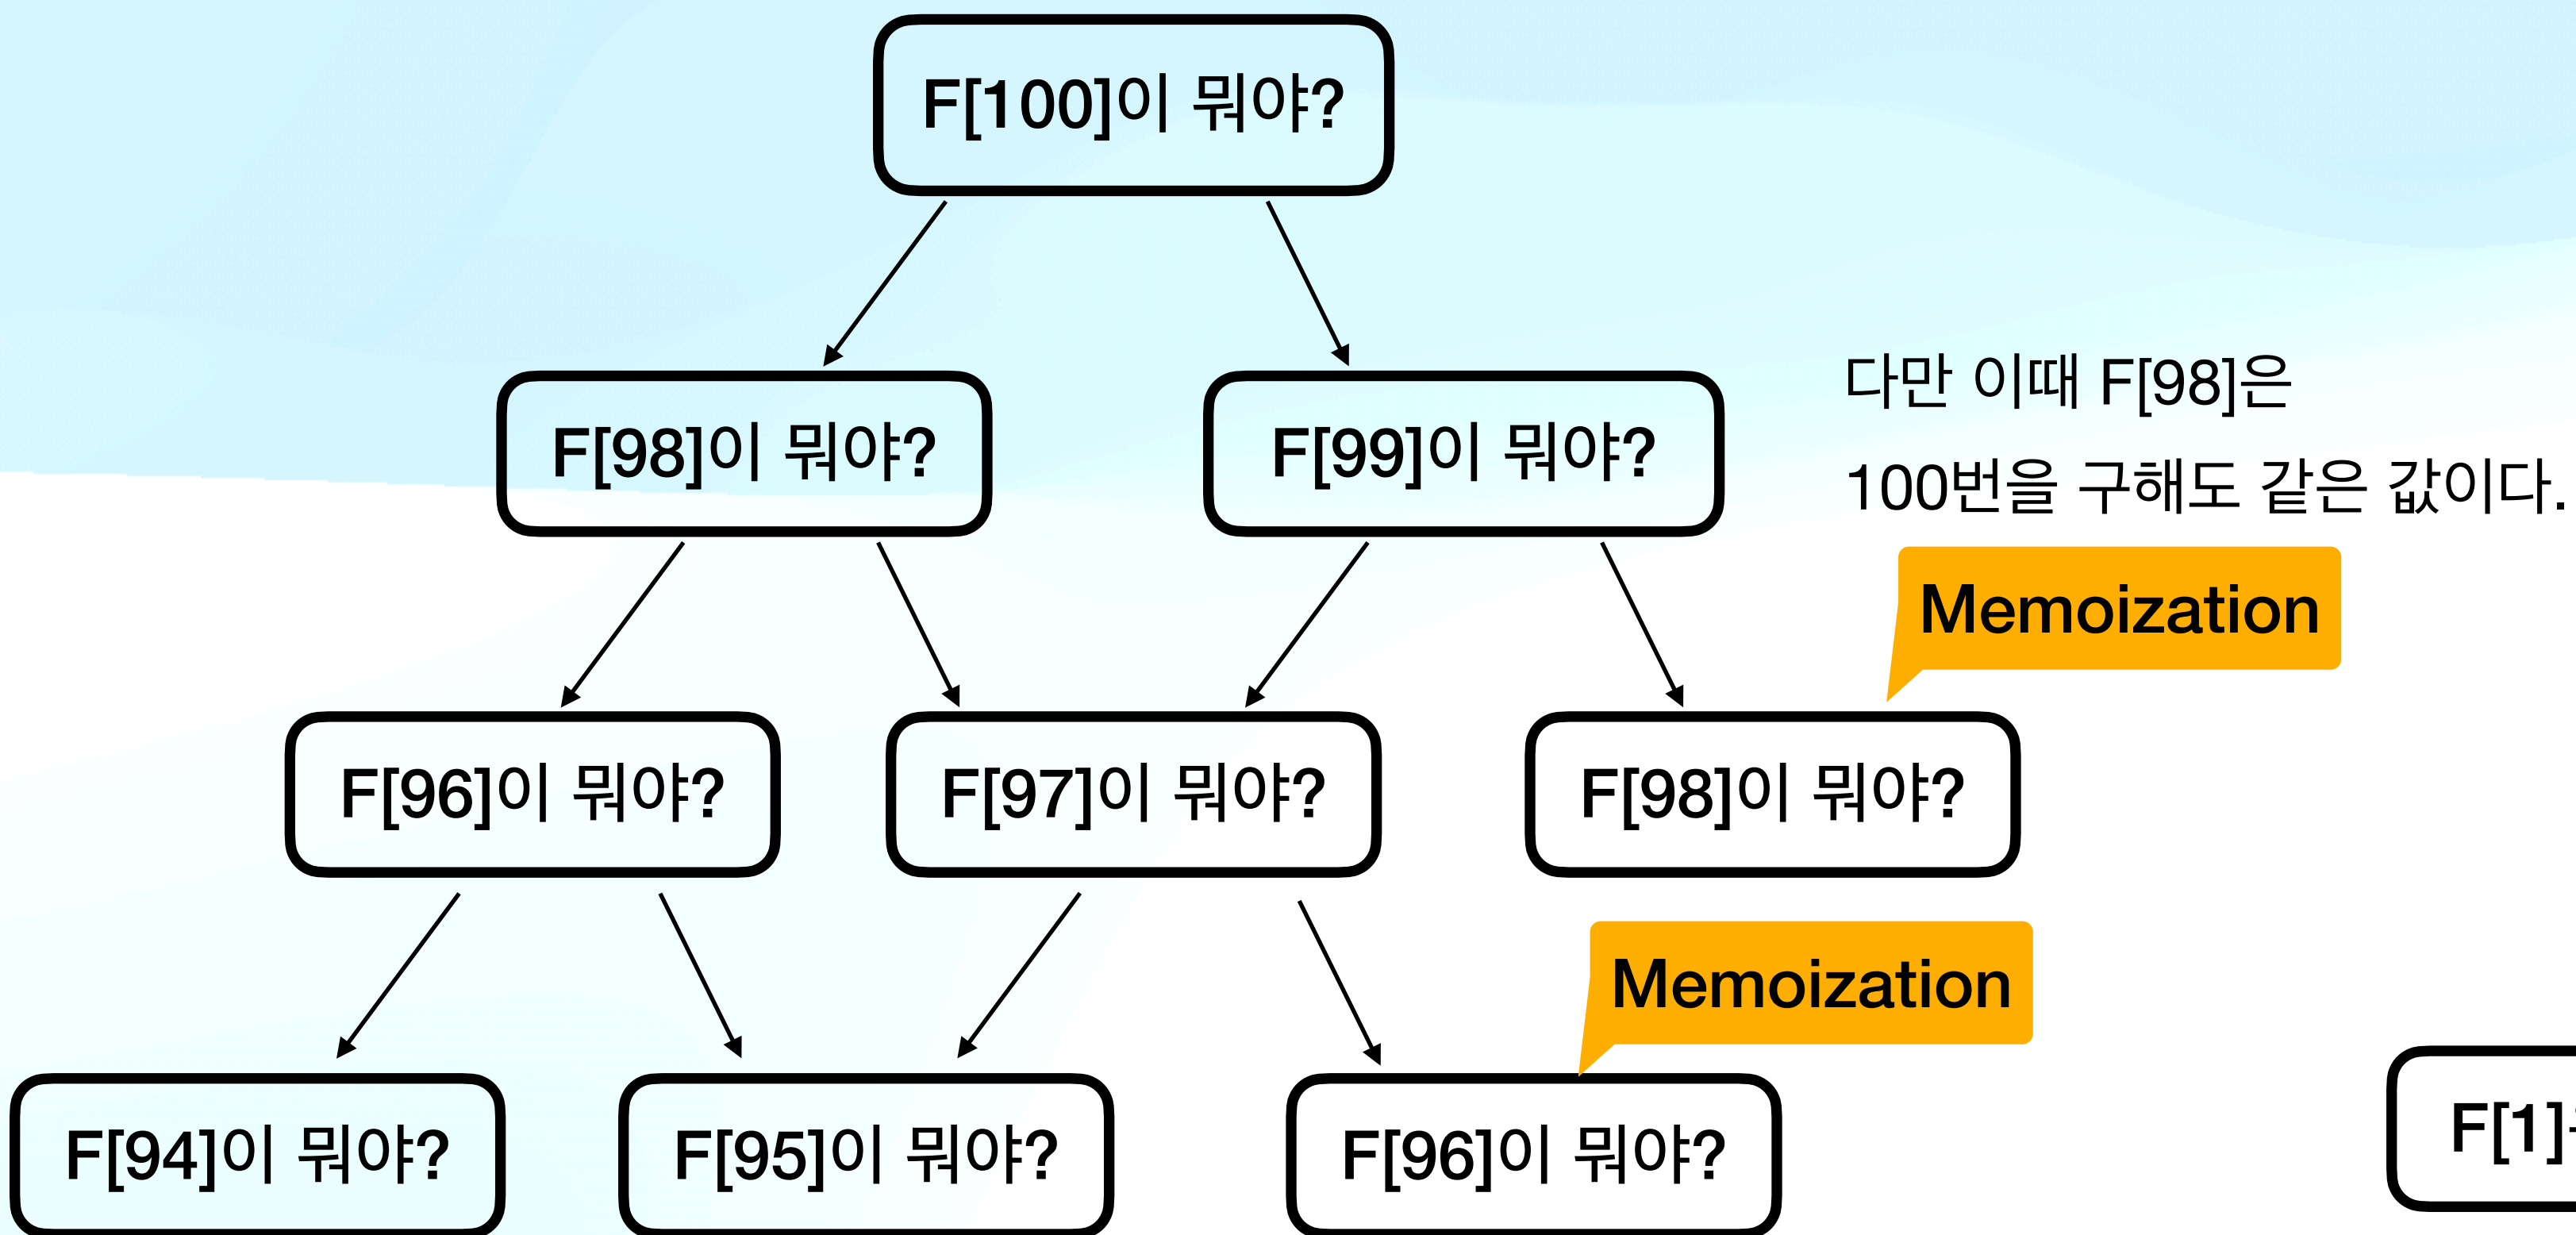 F[100]이 뭐야?
F[98]이 뭐야?
F[99]이 뭐야?
다만 이때 F[98]은
100번을 구해도 같은 값이다.
Memoization
F[96]이 뭐야?
F[97]이 뭐야?
F[98]이 뭐야?
Memoization
F[94]이 뭐야?
F[95]이 뭐야?
F[96]이 뭐야?
F[1]